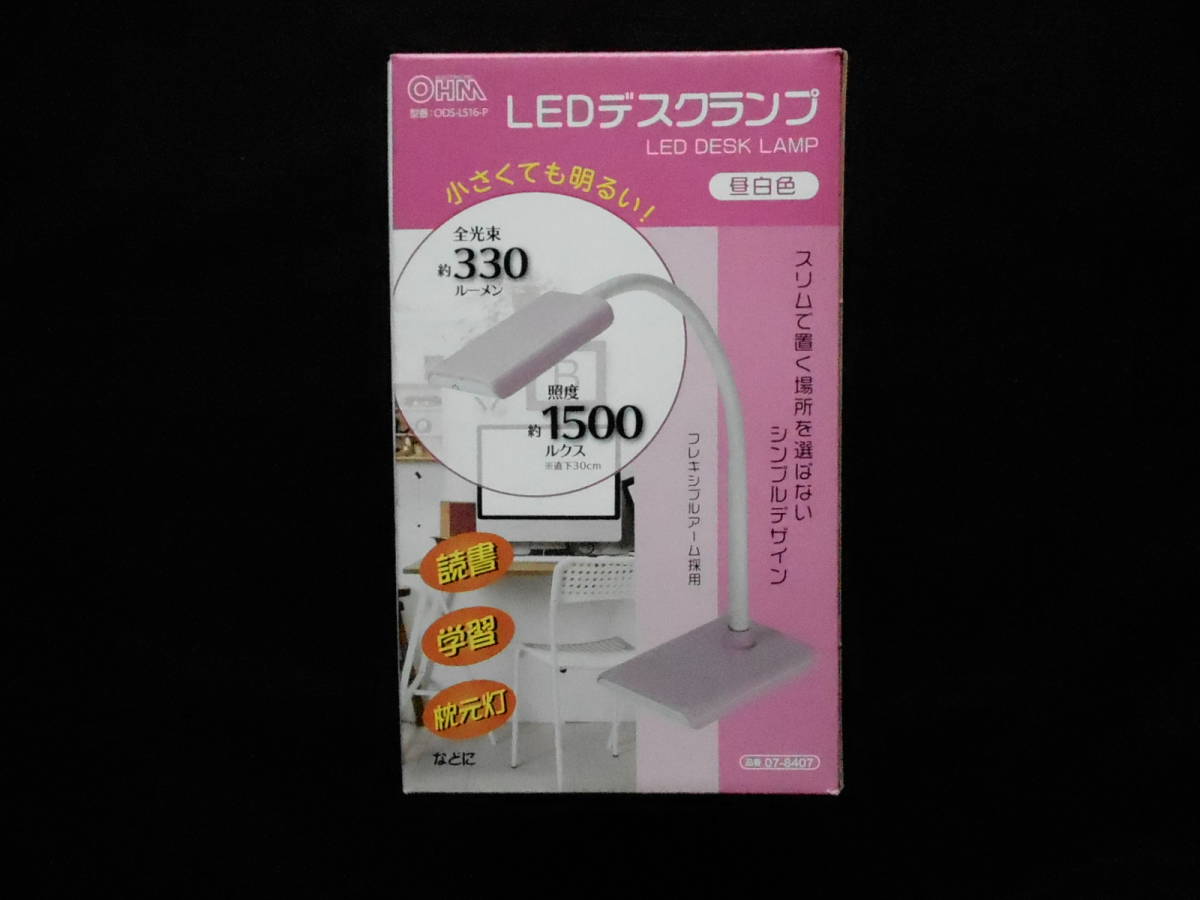 OHM
型番：ODS-LS16-P
LEDデスクランプ
LED DESK LAMP
昼白色
小さくても明るい！
全光束
約330
ルーメン
照度
約1500
ルクス
※直下30cm
スリムで置く場所を選ばない
シンプルデザイン
フレキシブルアーム採用
読書
学習
枕元灯
などに
品番 07-8407